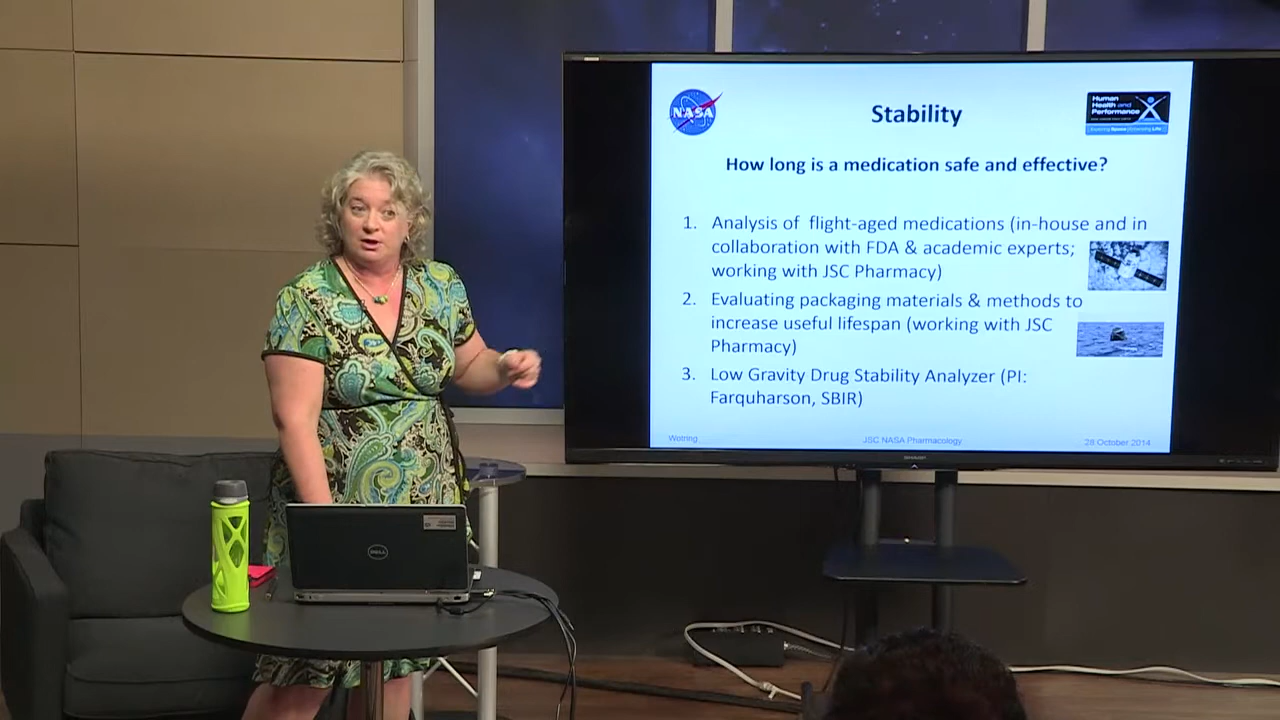 NASA
Stability
Human
Health and
Performance
How long is a medication safe and effective?
1. Analysis of flight-aged medications (in-house and in
collaboration with FDA & academic experts;
working with JSC Pharmacy)
2. Evaluating packaging materials & methods to
increase useful lifespan (working with JSC
Pharmacy)
3. Low Gravity Drug Stability Analyzer (PI:
Farquharson, SBIR)
Wotring
JSC NASA Pharmacology
28 October 2014
SHARP
DELL